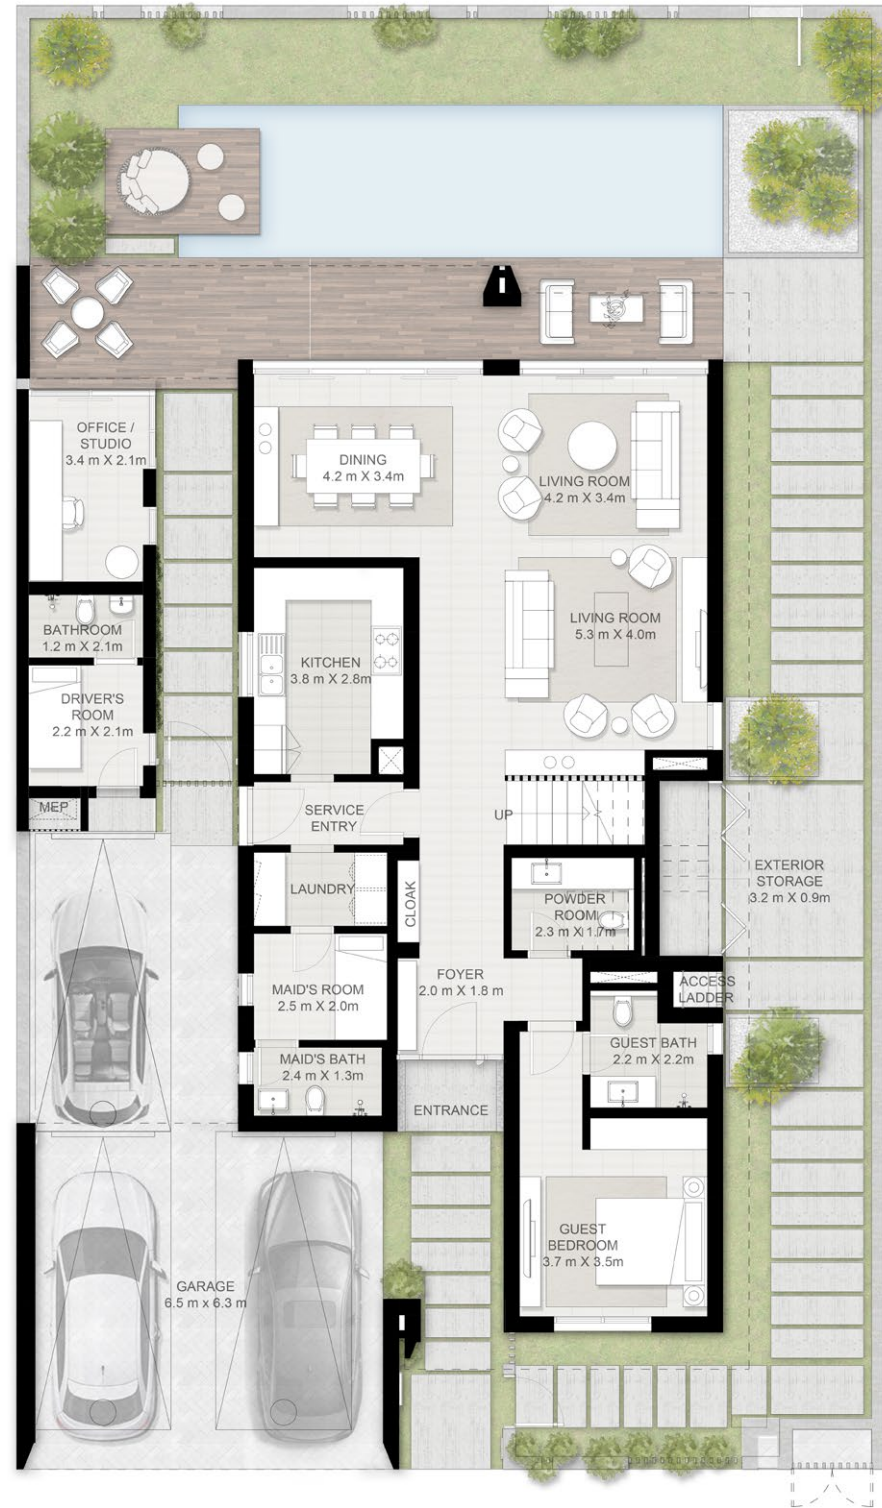 OFFICE /
STUDIO
3.4 m X 2.1m
DINING
4.2 m X 3.4m
LIVING ROOM
4.2 m X 3.4m
BATHROOM
1.2 m X 2.1m
LIVING ROOM
5.3 m X 4.0m
KITCHEN
3.8 m X 2.8m
DRIVER'S
ROOM
2.2 m X 2.1m
MEP
SERVICE
ENTRY
UP
EXTERIOR
STORAGE
3.2 m X 0.9m
LAUNDRY
CLOAK
POWDER
ROOM
2.3 m X 1.7m
FOYER
2.0 m X 1.8 m
MAID'S ROOM
2.5 m X 2.0m
ACCESS
LADDER
GUEST BATH
2.2 m X 2.2m
MAID'S BATH
2.4 m X 1.3m
ENTRANCE
GUEST
BEDROOM
3.7 m X 3.5m
GARAGE
6.5 m x 6.3 m